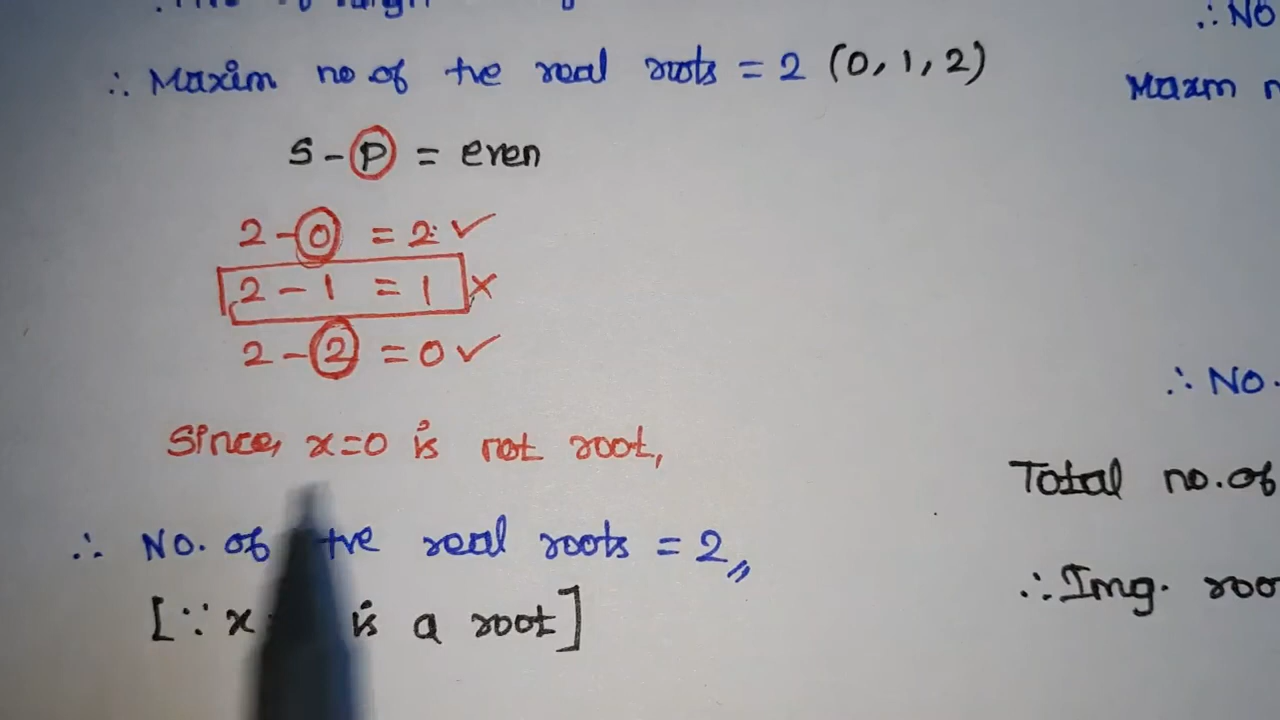 ∴ Maxim no of +ve real roots = 2 (0, 1, 2)
S - P = even
2 - 0 = 2 ✓
2 - 1 = 1 ×
2 - 2 = 0 ✓
Since, x=0 is not root,
∴ No. of +ve real roots = 2,,
[∵ x is a root]
∴ No
Maxm
∴ No.
Total no. of
∴ Img. roo